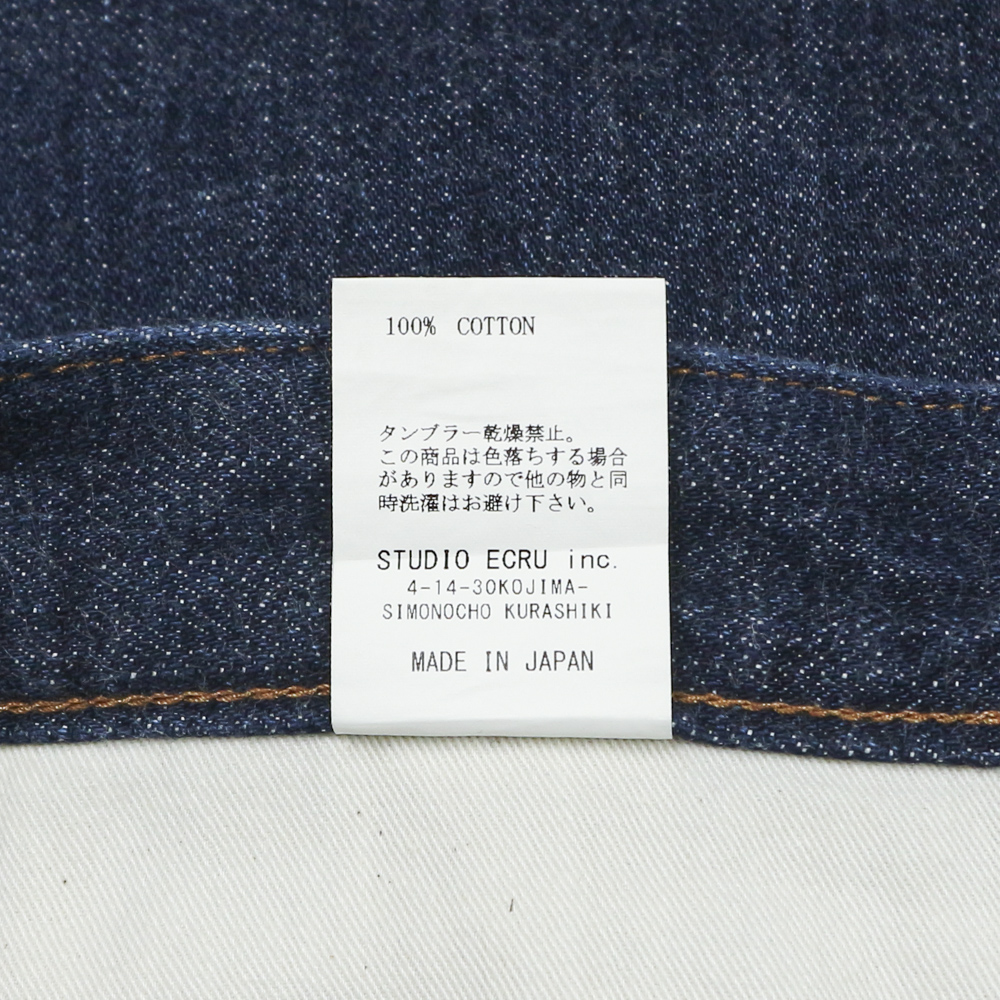 100% COTTON
タンブラー乾燥禁止。
この商品は色落ちする場合
がありますので他の物と同
時洗濯はお避け下さい。
STUDIO ECRU inc.
4-14-30KOJIMA-
SIMONOCHO KURASHIKI
MADE IN JAPAN